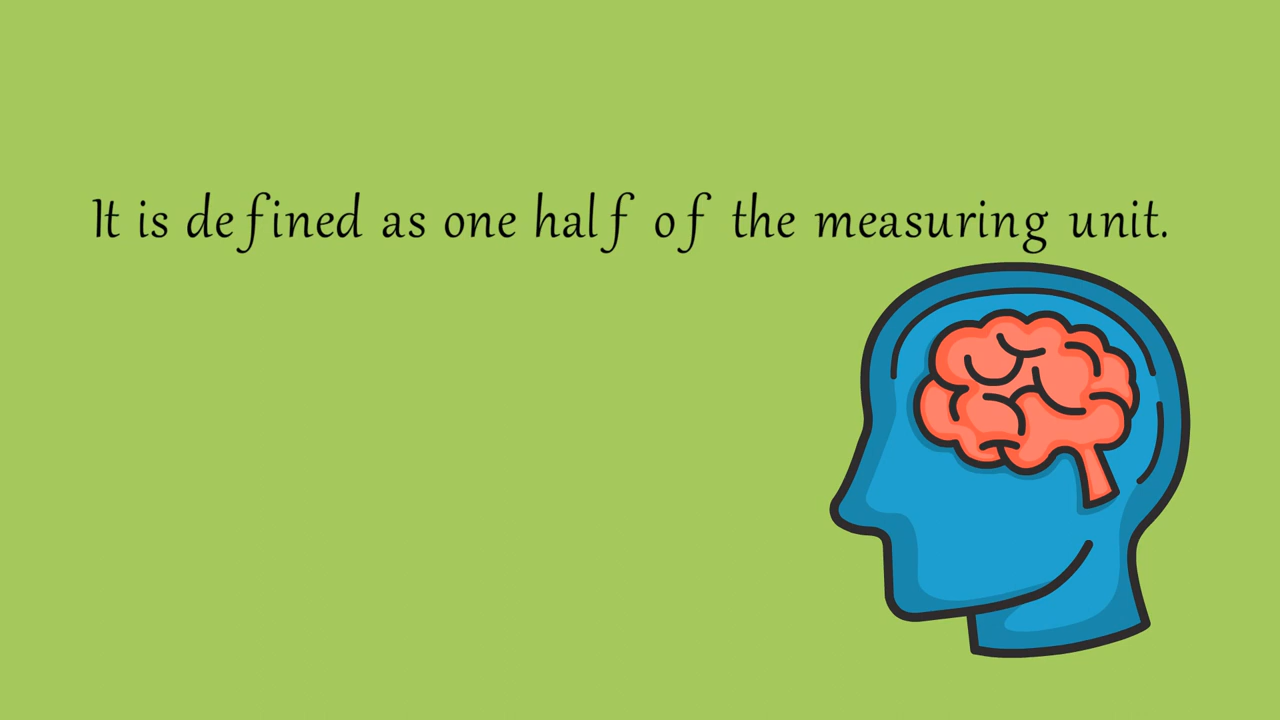 It is defined as one half of the measuring unit.